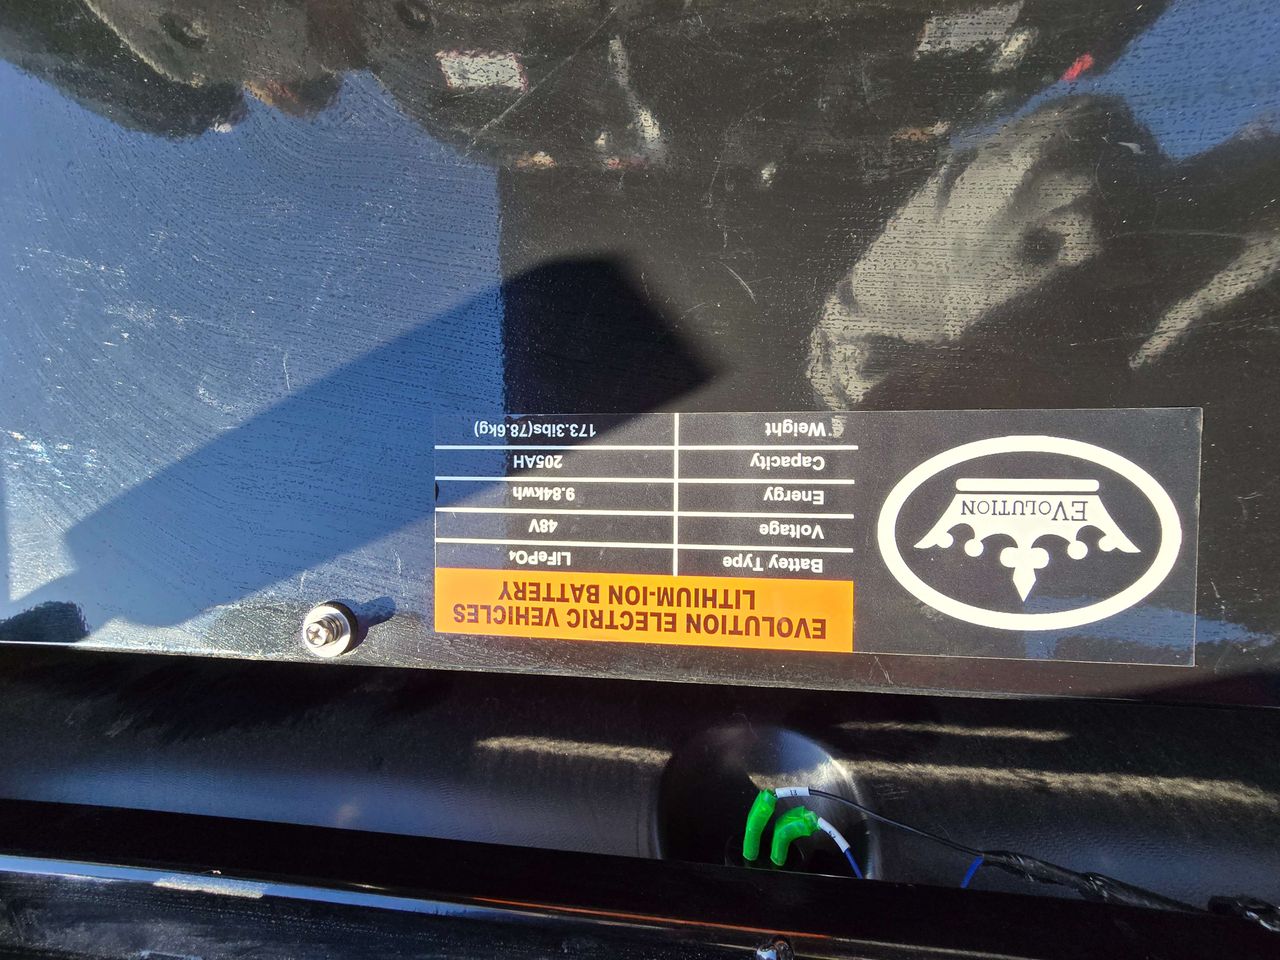 EVOLUTION
EVOLUTION ELECTRIC VEHICLES
LITHIUM-ION BATTERY
Battey Type LiFePO₄
Voltage 48V
Energy 9.84kwh
Capacity 205AH
Weight 173.3lbs(78.6kg)